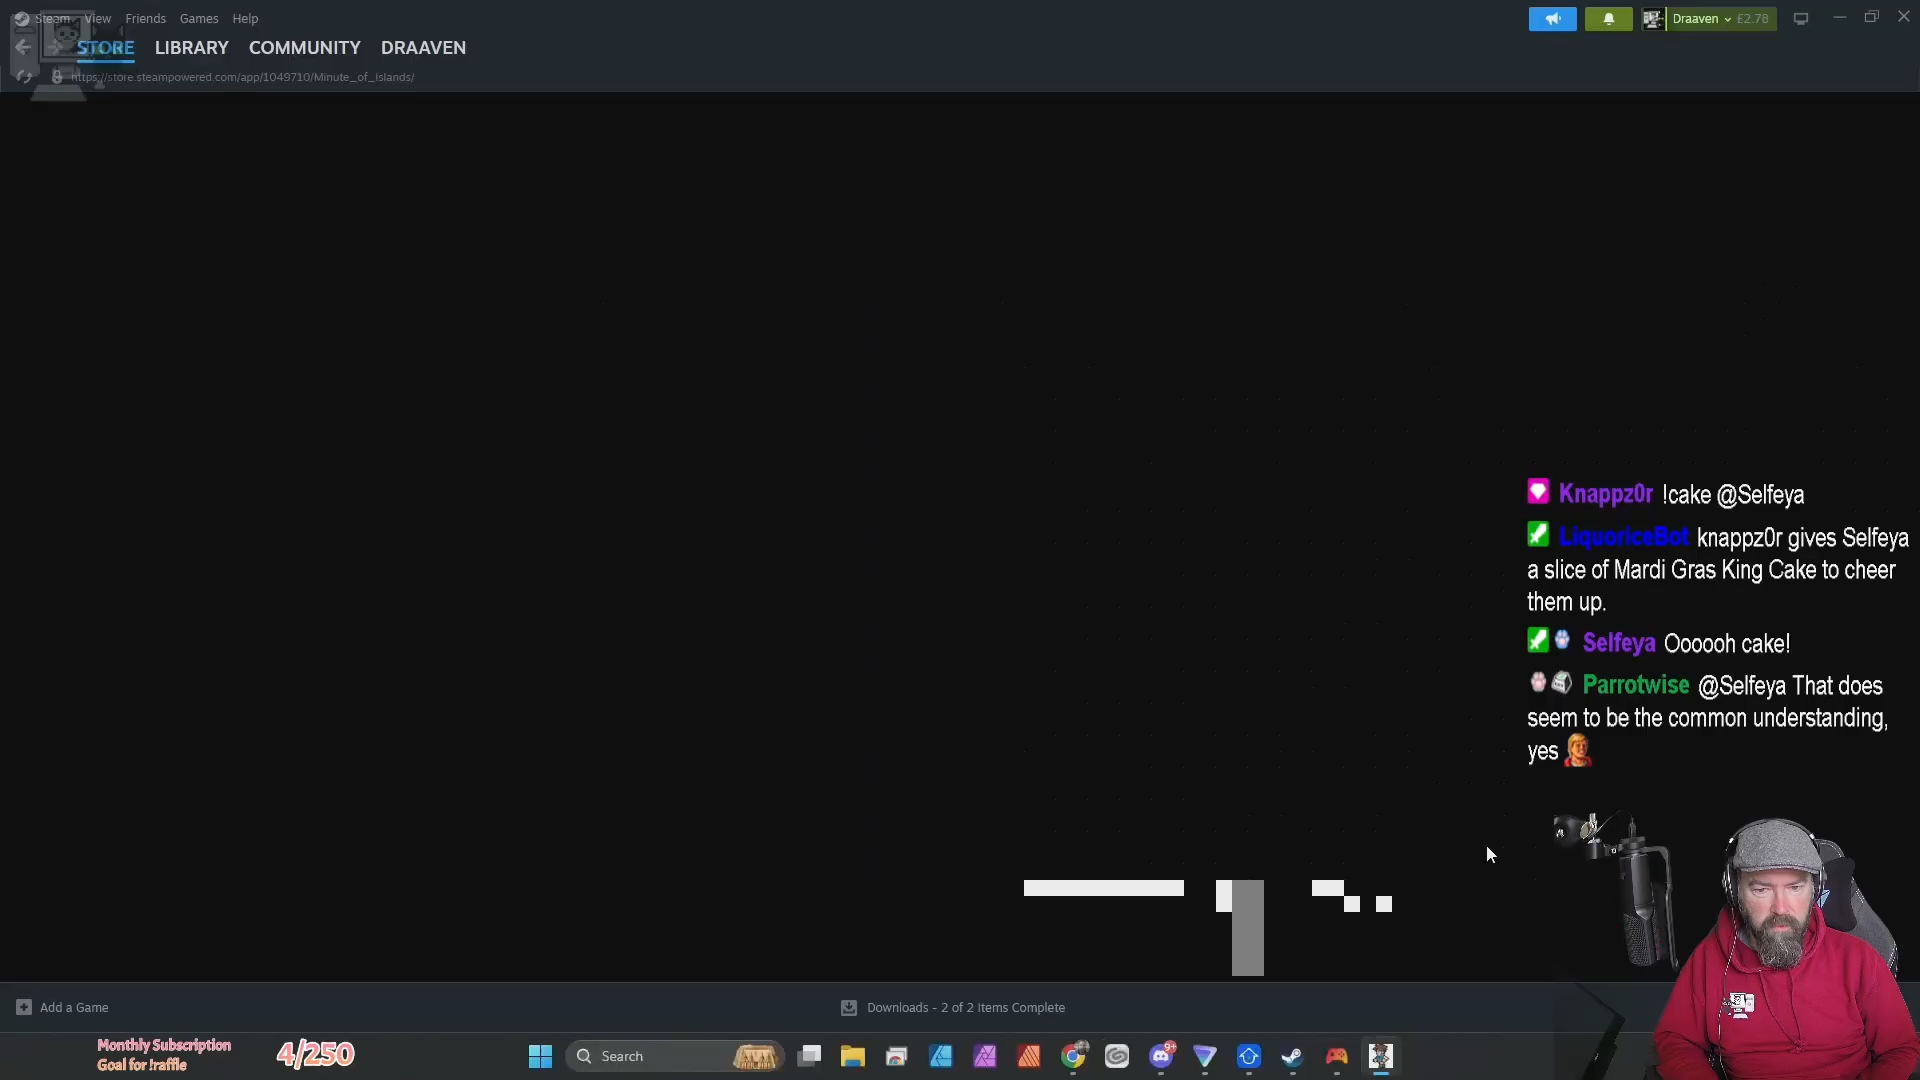 Steam View Friends Games Help
Draaven £2.78
STORE LIBRARY COMMUNITY DRAAVEN
https://store.steampowered.com/app/1049710/Minute_of_Islands/
Knappz0r !cake @Selfeya
LiquoriceBot knappz0r gives Selfeya
a slice of Mardi Gras King Cake to cheer
them up.
Selfeya Oooooh cake!
Parrotwise @Selfeya That does
seem to be the common understanding,
yes
Add a Game
Downloads - 2 of 2 Items Complete
Monthly Subscription
Goal for !raffle
4/250
Search
9+